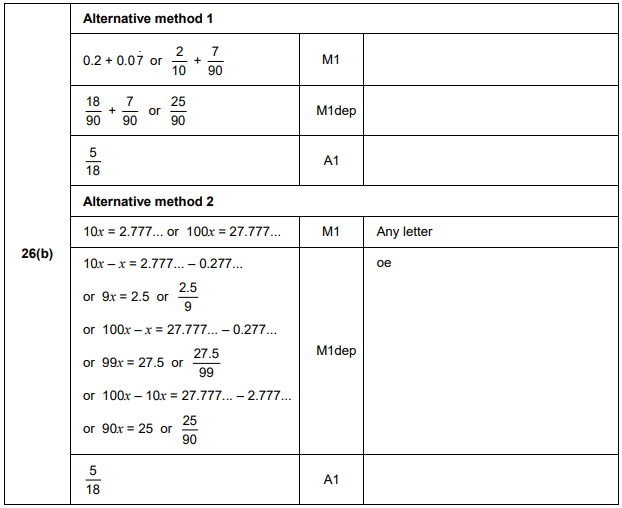 Alternative method 1
0.2 + 0.07̇ or 2/10 + 7/90 M1
18/90 + 7/90 or 25/90 M1dep
5/18 A1
Alternative method 2
10x = 2.777... or 100x = 27.777... M1 Any letter
26(b)
10x – x = 2.777... – 0.277... oe
or 9x = 2.5 or 2.5/9
or 100x – x = 27.777... – 0.277...
or 99x = 27.5 or 27.5/99 M1dep
or 100x – 10x = 27.777... – 2.777...
or 90x = 25 or 25/90
5/18 A1